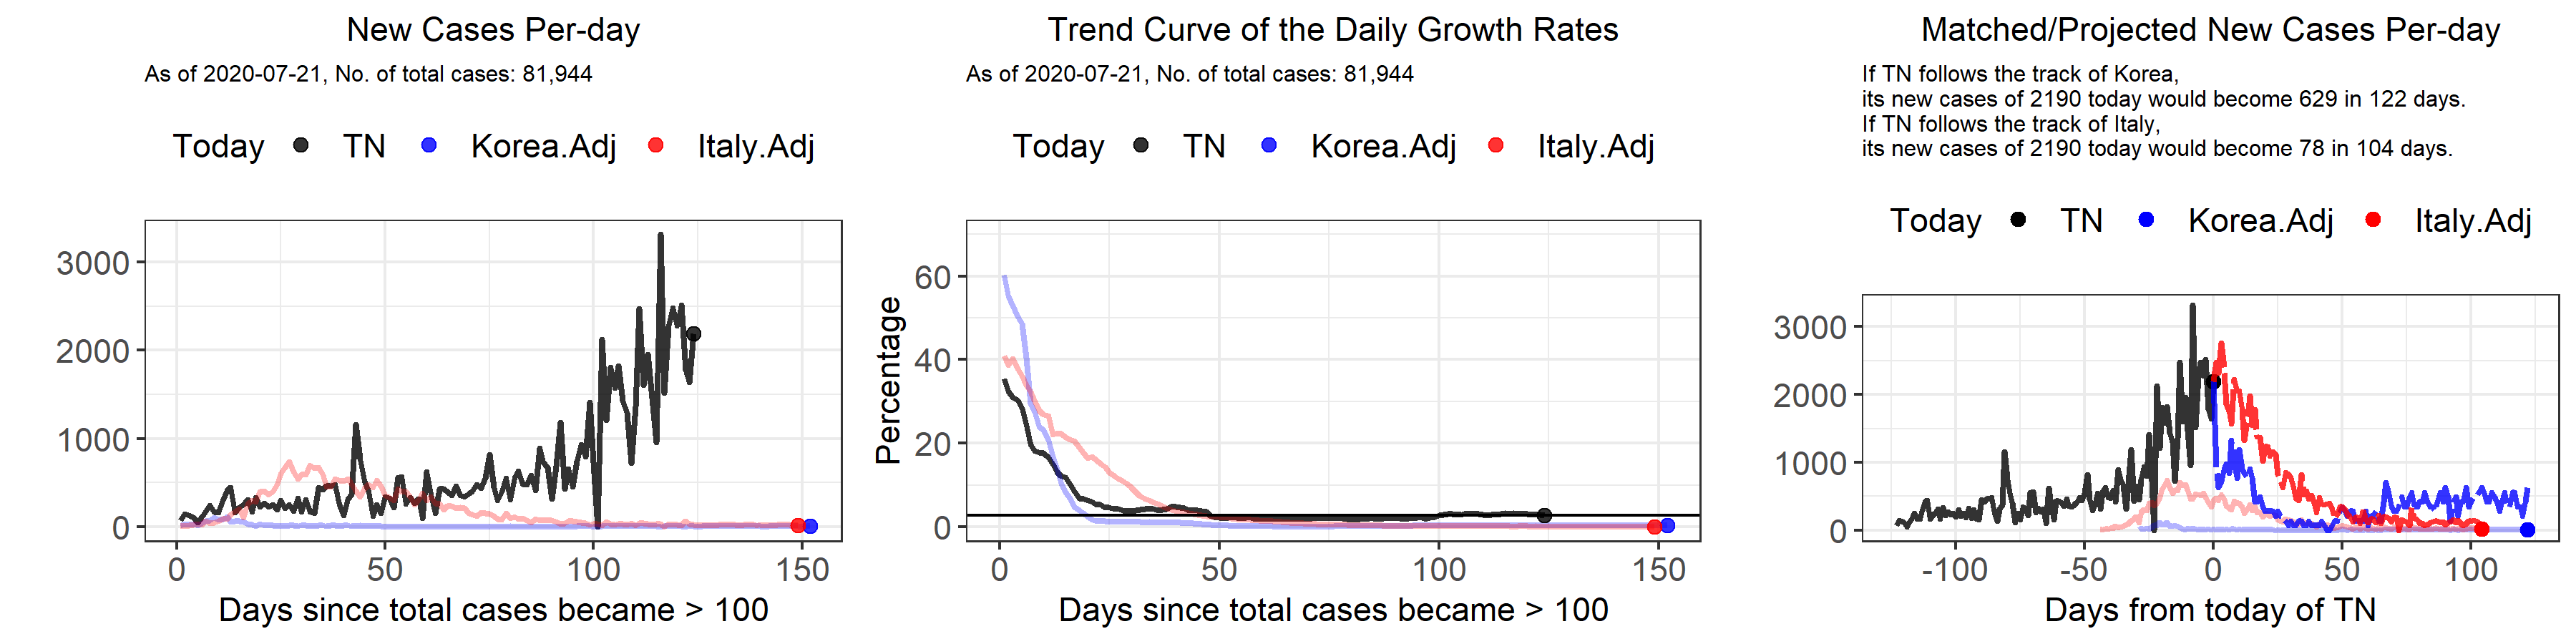 New Cases Per-day
As of 2020-07-21, No. of total cases: 81,944
Today TN Korea.Adj Italy.Adj
3000
2000
1000
0
0 50 100 150
Days since total cases became > 100
Trend Curve of the Daily Growth Rates
As of 2020-07-21, No. of total cases: 81,944
Today TN Korea.Adj Italy.Adj
Percentage
60
40
20
0
0 50 100 150
Days since total cases became > 100
Matched/Projected New Cases Per-day
If TN follows the track of Korea,
its new cases of 2190 today would become 629 in 122 days.
If TN follows the track of Italy,
its new cases of 2190 today would become 78 in 104 days.
Today TN Korea.Adj Italy.Adj
3000
2000
1000
0
-100 -50 0 50 100
Days from today of TN